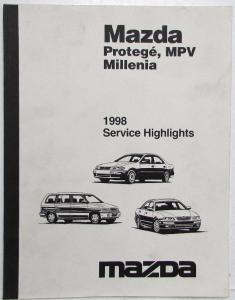 Mazda
Protegé, MPV
Millenia
1998
Service Highlights
mazda